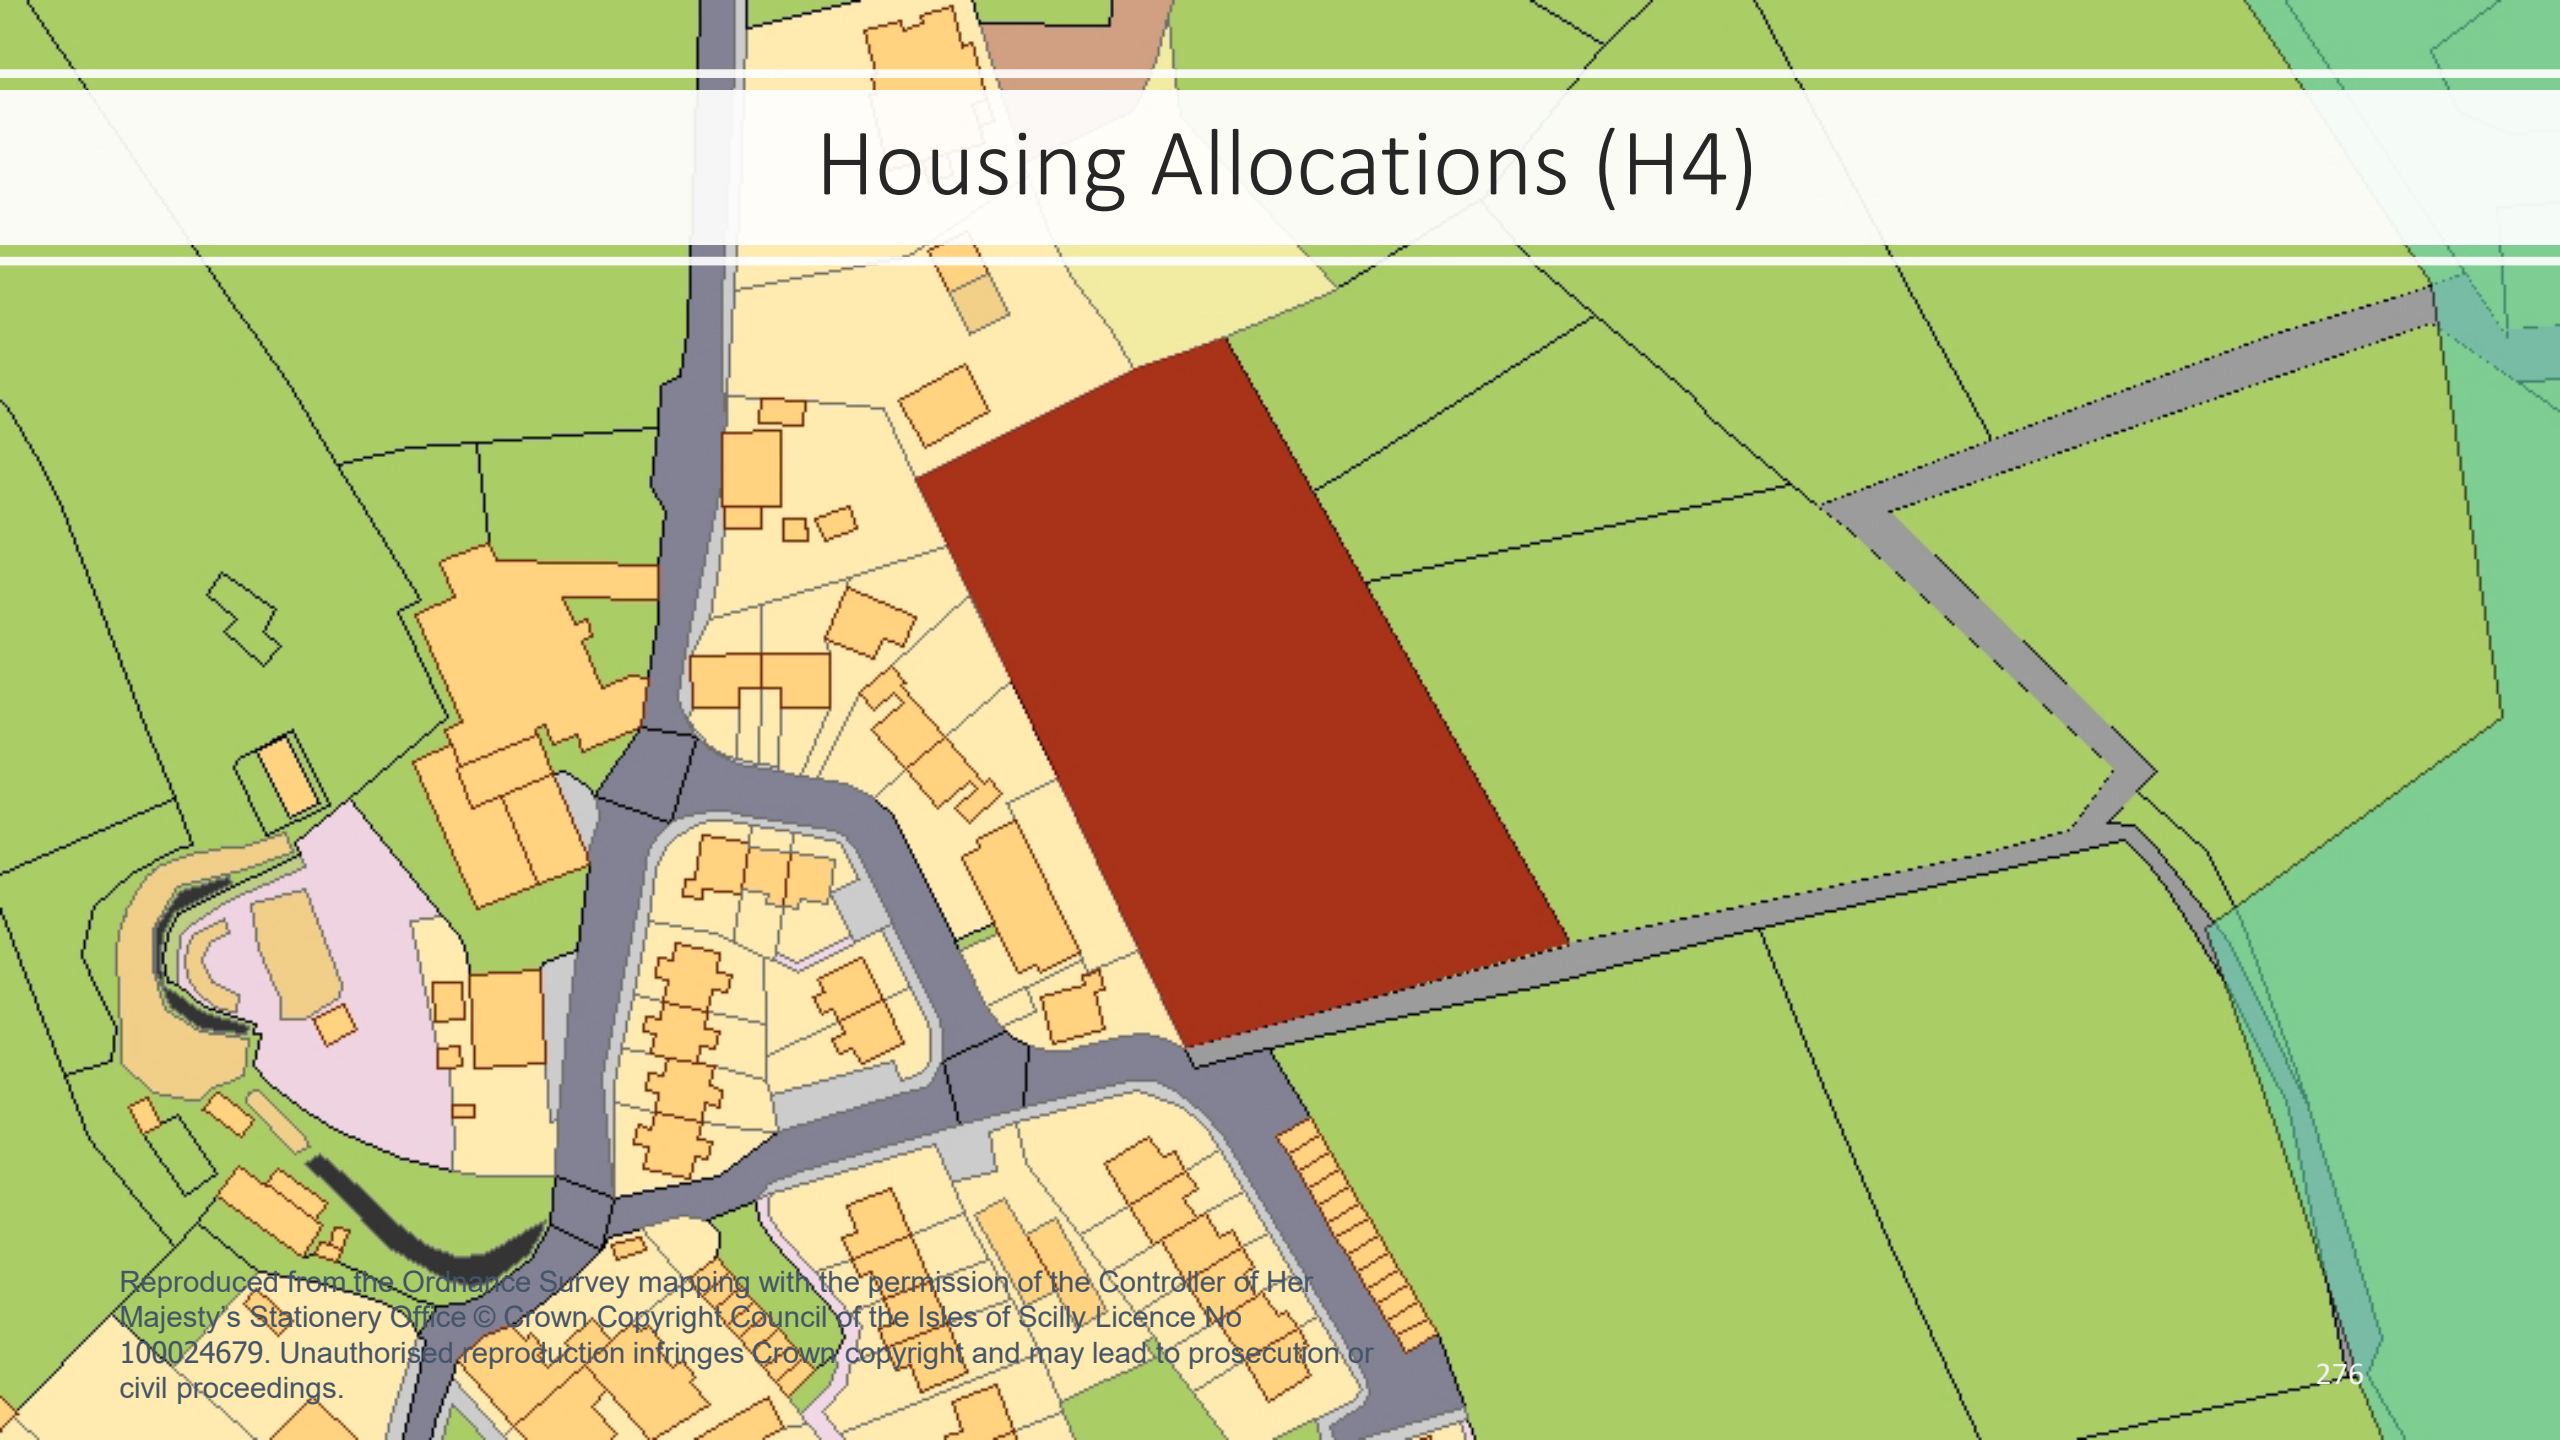 Housing Allocations (H4)
Reproduced from the Ordnance Survey mapping with the permission of the Controller of Her
Majesty's Stationery Office © Crown Copyright Council of the Isles of Scilly Licence No
100024679. Unauthorised reproduction infringes Crown copyright and may lead to prosecution or
civil proceedings.
276